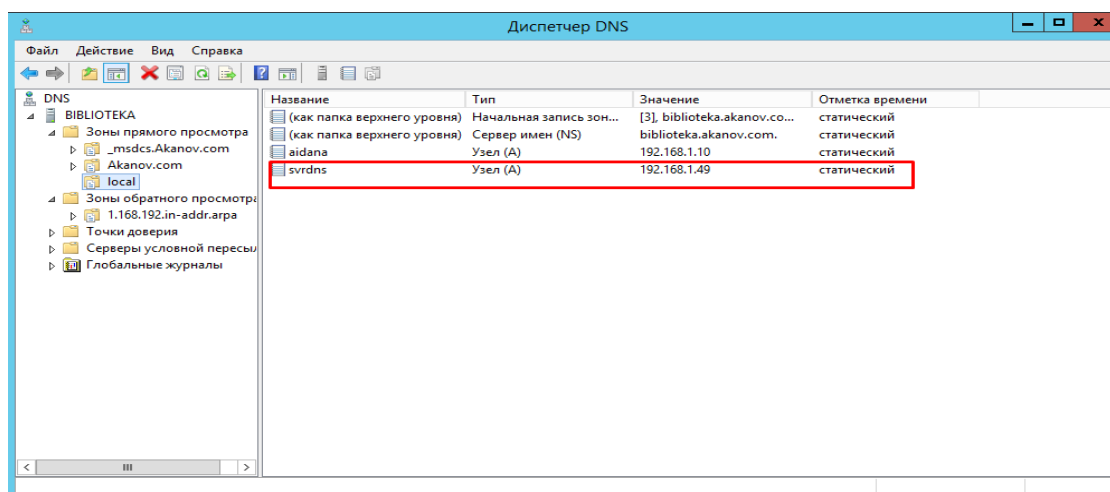 Диспетчер DNS
Файл Действие Вид Справка
DNS
BIBLIOTEKA
Зоны прямого просмотра
_msdcs.Akanov.com
Akanov.com
local
Зоны обратного просмотра
1.168.192.in-addr.arpa
Точки доверия
Серверы условной пересыл
Глобальные журналы
Название Тип Значение Отметка времени
(как папка верхнего уровня) Начальная запись зон... [3], biblioteka.akanov.co... статический
(как папка верхнего уровня) Сервер имен (NS) biblioteka.akanov.com. статический
aidana Узел (A) 192.168.1.10 статический
svrdns Узел (A) 192.168.1.49 статический